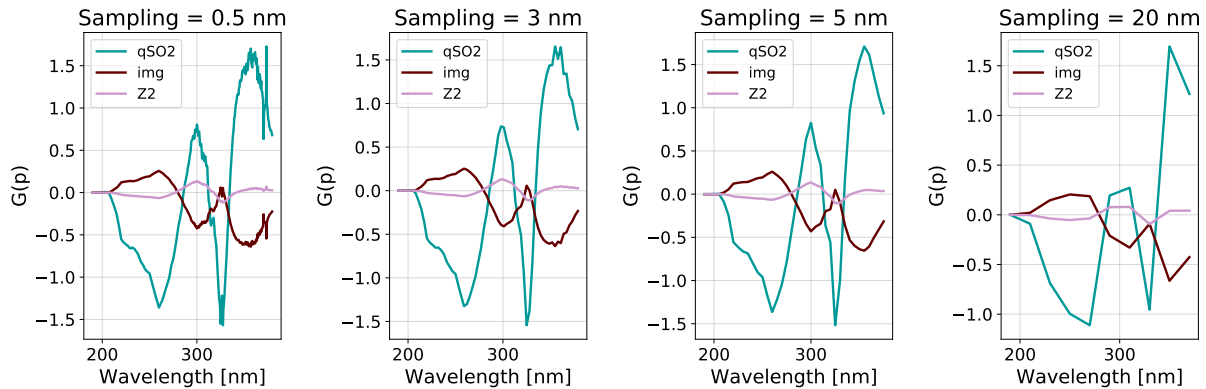 Sampling = 0.5 nm
qSO2
img
Z2
1.5
1.0
0.5
0.0
−0.5
−1.0
−1.5
G(p)
200
300
Wavelength [nm]
Sampling = 3 nm
qSO2
img
Z2
1.5
1.0
0.5
0.0
−0.5
−1.0
−1.5
G(p)
200
300
Wavelength [nm]
Sampling = 5 nm
qSO2
img
Z2
1.5
1.0
0.5
0.0
−0.5
−1.0
−1.5
G(p)
200
300
Wavelength [nm]
Sampling = 20 nm
qSO2
img
Z2
1.5
1.0
0.5
0.0
−0.5
−1.0
G(p)
200
300
Wavelength [nm]